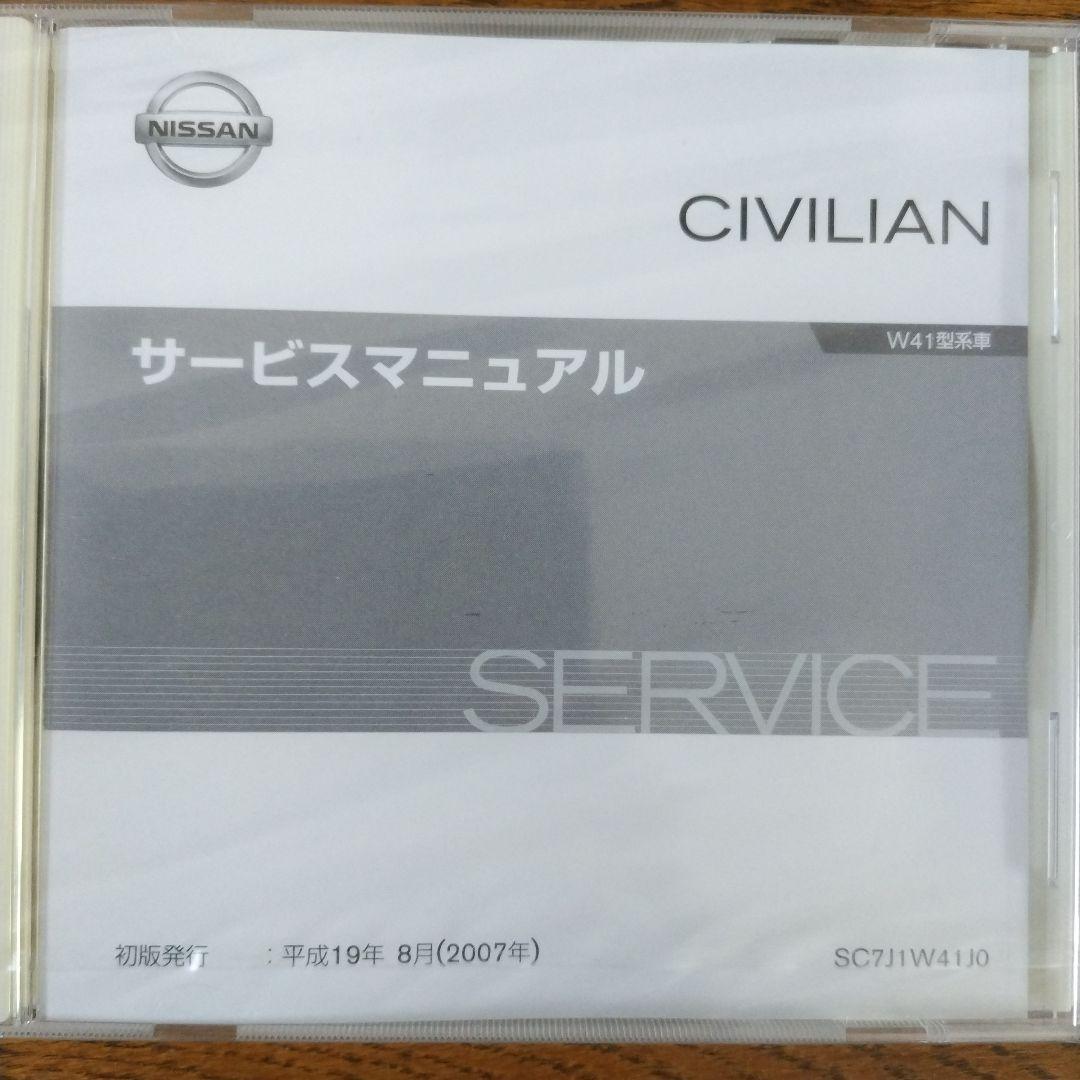 NISSAN
CIVILIAN
W41型系車
サービスマニュアル
SERVICE
初版発行 : 平成19年 8月(2007年)
SC7J1W41J0